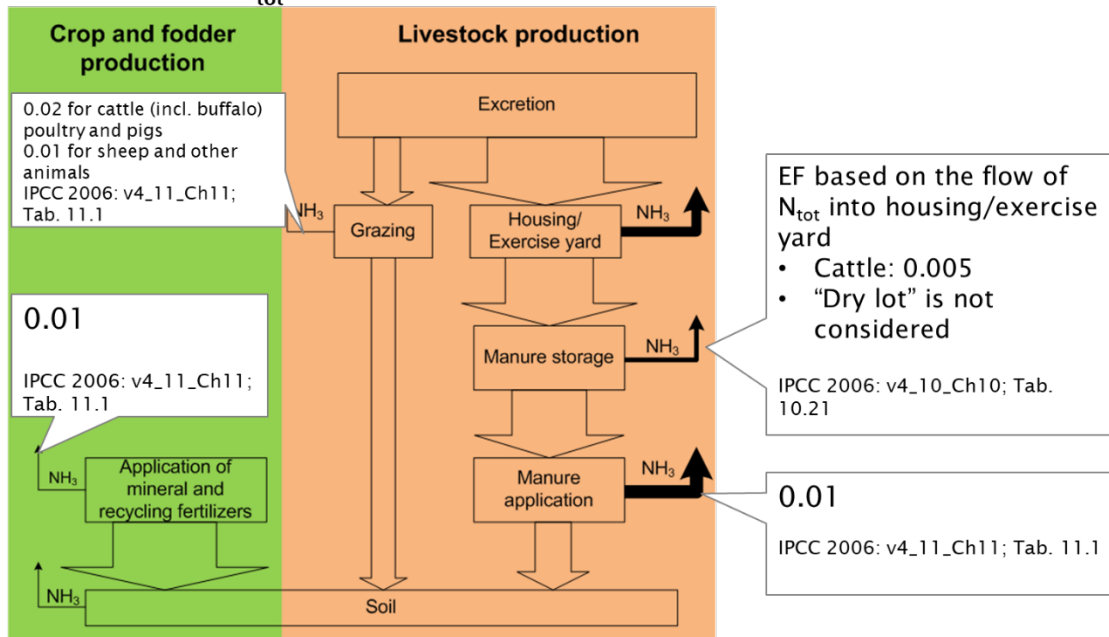 tot
Crop and fodder
production
Livestock production
0.02 for cattle (incl. buffalo)
poultry and pigs
0.01 for sheep and other
animals
IPCC 2006: v4_11_Ch11;
Tab. 11.1
Excretion
NH3
Grazing
Housing/
Exercise yard
NH3
EF based on the flow of
Ntot into housing/exercise
yard
• Cattle: 0.005
• “Dry lot” is not
considered
IPCC 2006: v4_10_Ch10; Tab.
10.21
0.01
IPCC 2006: v4_11_Ch11;
Tab. 11.1
Manure storage
NH3
NH3
Application of
mineral and
recycling fertilizers
Manure
application
NH3
0.01
IPCC 2006: v4_11_Ch11; Tab. 11.1
NH3
Soil